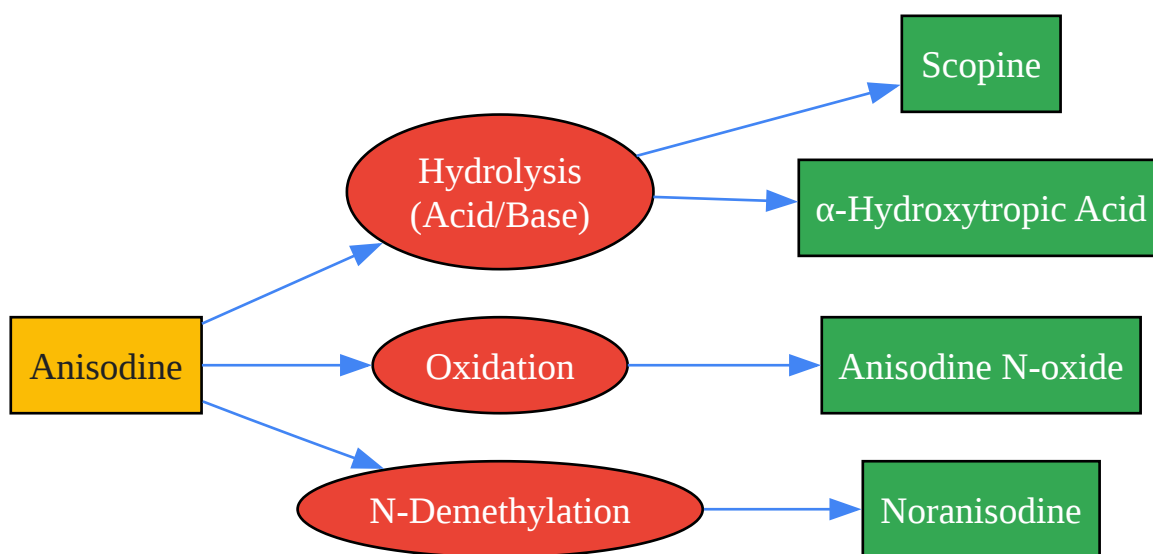 Scopine
Hydrolysis
(Acid/Base)
α-Hydroxytropic Acid
Anisodine
Oxidation
Anisodine N-oxide
N-Demethylation
Noranisodine